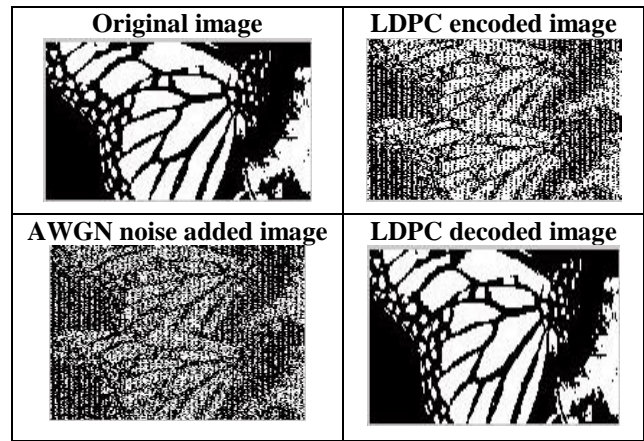 Original image
LDPC encoded image
AWGN noise added image
LDPC decoded image